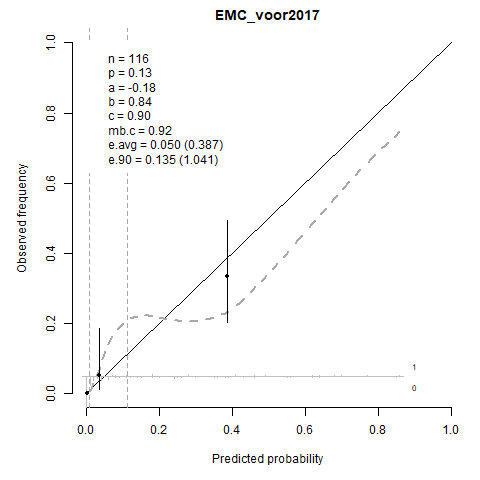 EMC_voor2017
n = 116
p = 0.13
a = -0.18
b = 0.84
c = 0.90
mb.c = 0.92
e.avg = 0.050 (0.387)
e.90 = 0.135 (1.041)
Observed frequency
1.0
0.8
0.6
0.4
0.2
0.0
1
0
0.0 0.2 0.4 0.6 0.8 1.0
Predicted probability